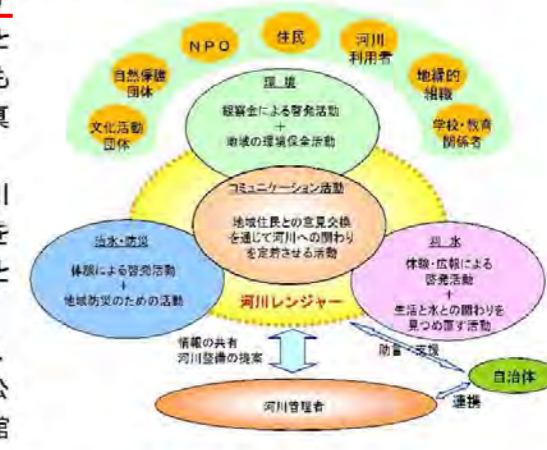 と
も
真
川
を
と
公
館
文化活動
団体
自然保護
団体
NPO
住民
河川
利用者
地縁的
組織
学校・教育
関係者
環境
観察会による啓発活動
+
地域の環境保全活動
コミュニケーション活動
地域住民との意見交換
を通じて河川への関わり
を定着させる活動
治水・防災
体験による啓発活動
+
地域防災のための活動
利水
体験・広報による
啓発活動
+
生活と水との関わりを
見つめ直す活動
河川レンジャー
情報の共有
河川整備の提案
助言・支援
自治体
連携
河川管理者